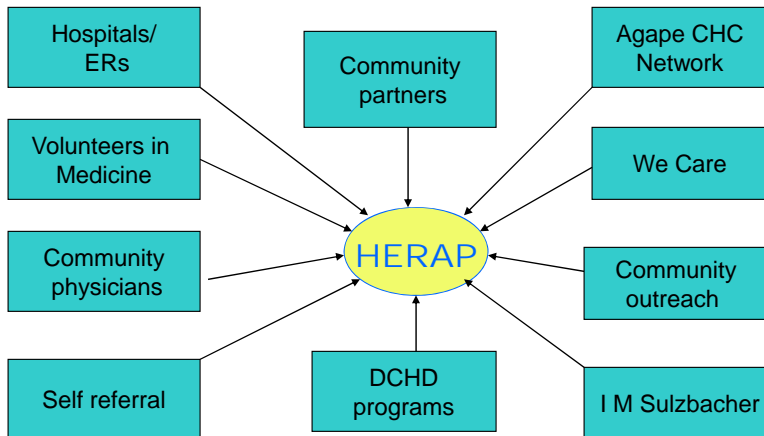 Hospitals/
ERs
Community
partners
Agape CHC
Network
Volunteers in
Medicine
We Care
HERAP
Community
physicians
Community
outreach
Self referral
DCHD
programs
I M Sulzbacher